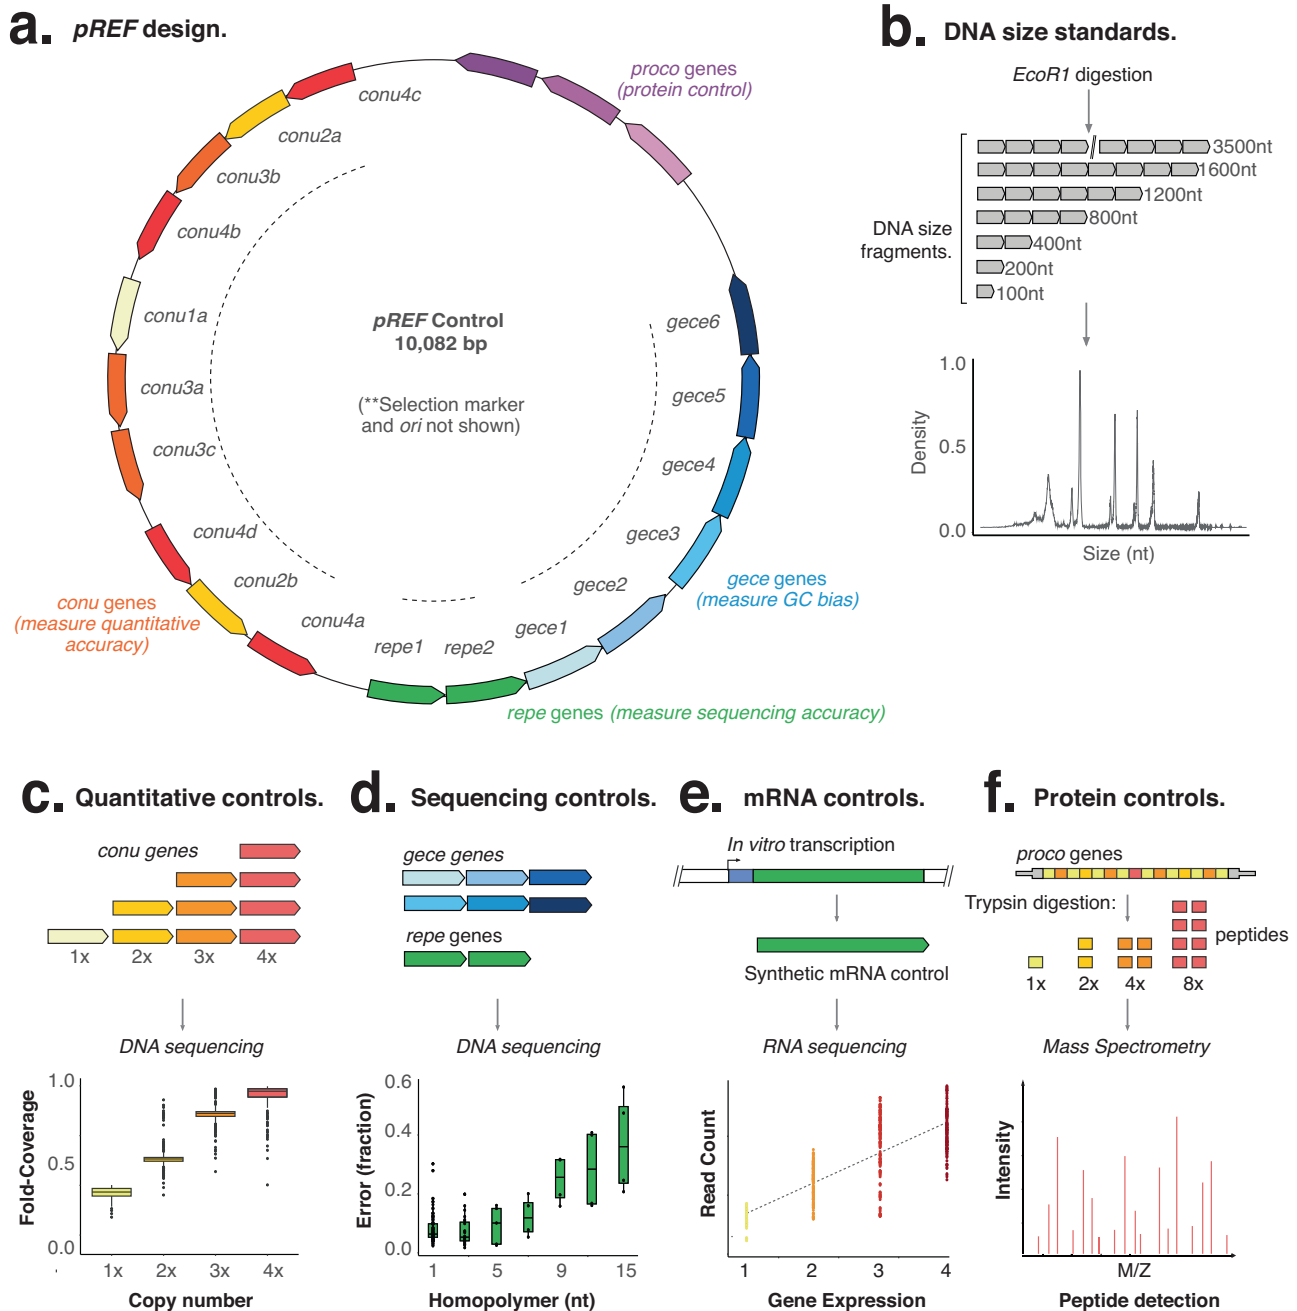 a. pREF design.
conu4c
conu2a
conu3b
conu4b
conu1a
conu3a
conu3c
conu4d
conu2b
conu4a
repe1
repe2
gece1
gece2
gece3
gece4
gece5
gece6
proco genes
(protein control)
pREF Control
10,082 bp
(**Selection marker
and ori not shown)
conu genes
(measure quantitative
accuracy)
gece genes
(measure GC bias)
repe genes (measure sequencing accuracy)
b. DNA size standards.
EcoR1 digestion
3500nt
1600nt
1200nt
800nt
400nt
200nt
100nt
DNA size
fragments.
1.0
0.5
0.0
Density
Size (nt)
c. Quantitative controls.
conu genes
1x 2x 3x 4x
DNA sequencing
1.0
0.5
0.0
Fold-Coverage
1x 2x 3x 4x
Copy number
d. Sequencing controls.
gece genes
repe genes
DNA sequencing
0.6
0.4
0.2
0.0
Error (fraction)
1 5 9 15
Homopolymer (nt)
e. mRNA controls.
In vitro transcription
Synthetic mRNA control
RNA sequencing
Read Count
1 2 3 4
Gene Expression
f. Protein controls.
proco genes
Trypsin digestion:
peptides
1x 2x 4x 8x
Mass Spectrometry
Intensity
M/Z
Peptide detection